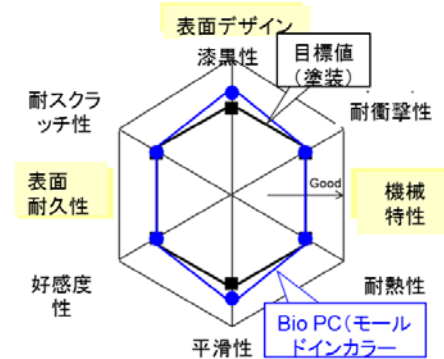 表面デザイン
漆黒性
目標値
(塗装)
耐スクラ
ッチ性
耐衝撃性
表面
耐久性
Good
機械
特性
好感度
性
耐熱性
Bio PC(モール
ドインカラー
平滑性